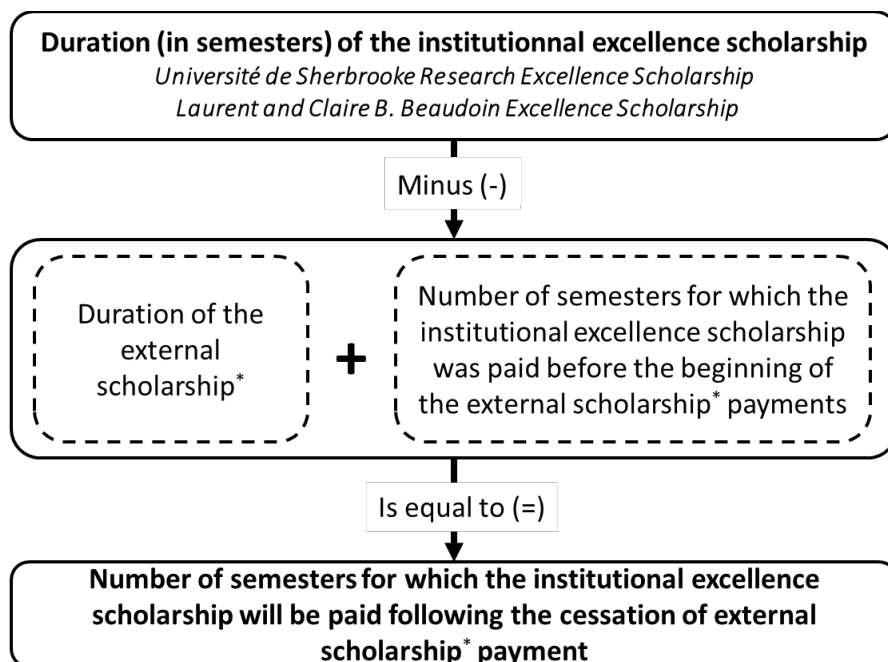 Duration (in semesters) of the institutionnal excellence scholarship
Université de Sherbrooke Research Excellence Scholarship
Laurent and Claire B. Beaudoin Excellence Scholarship
Minus (-)
Duration of the
external
scholarship*
+
Number of semesters for which the
institutional excellence scholarship
was paid before the beginning of
the external scholarship* payments
Is equal to (=)
Number of semesters for which the institutional excellence
scholarship will be paid following the cessation of external
scholarship* payment